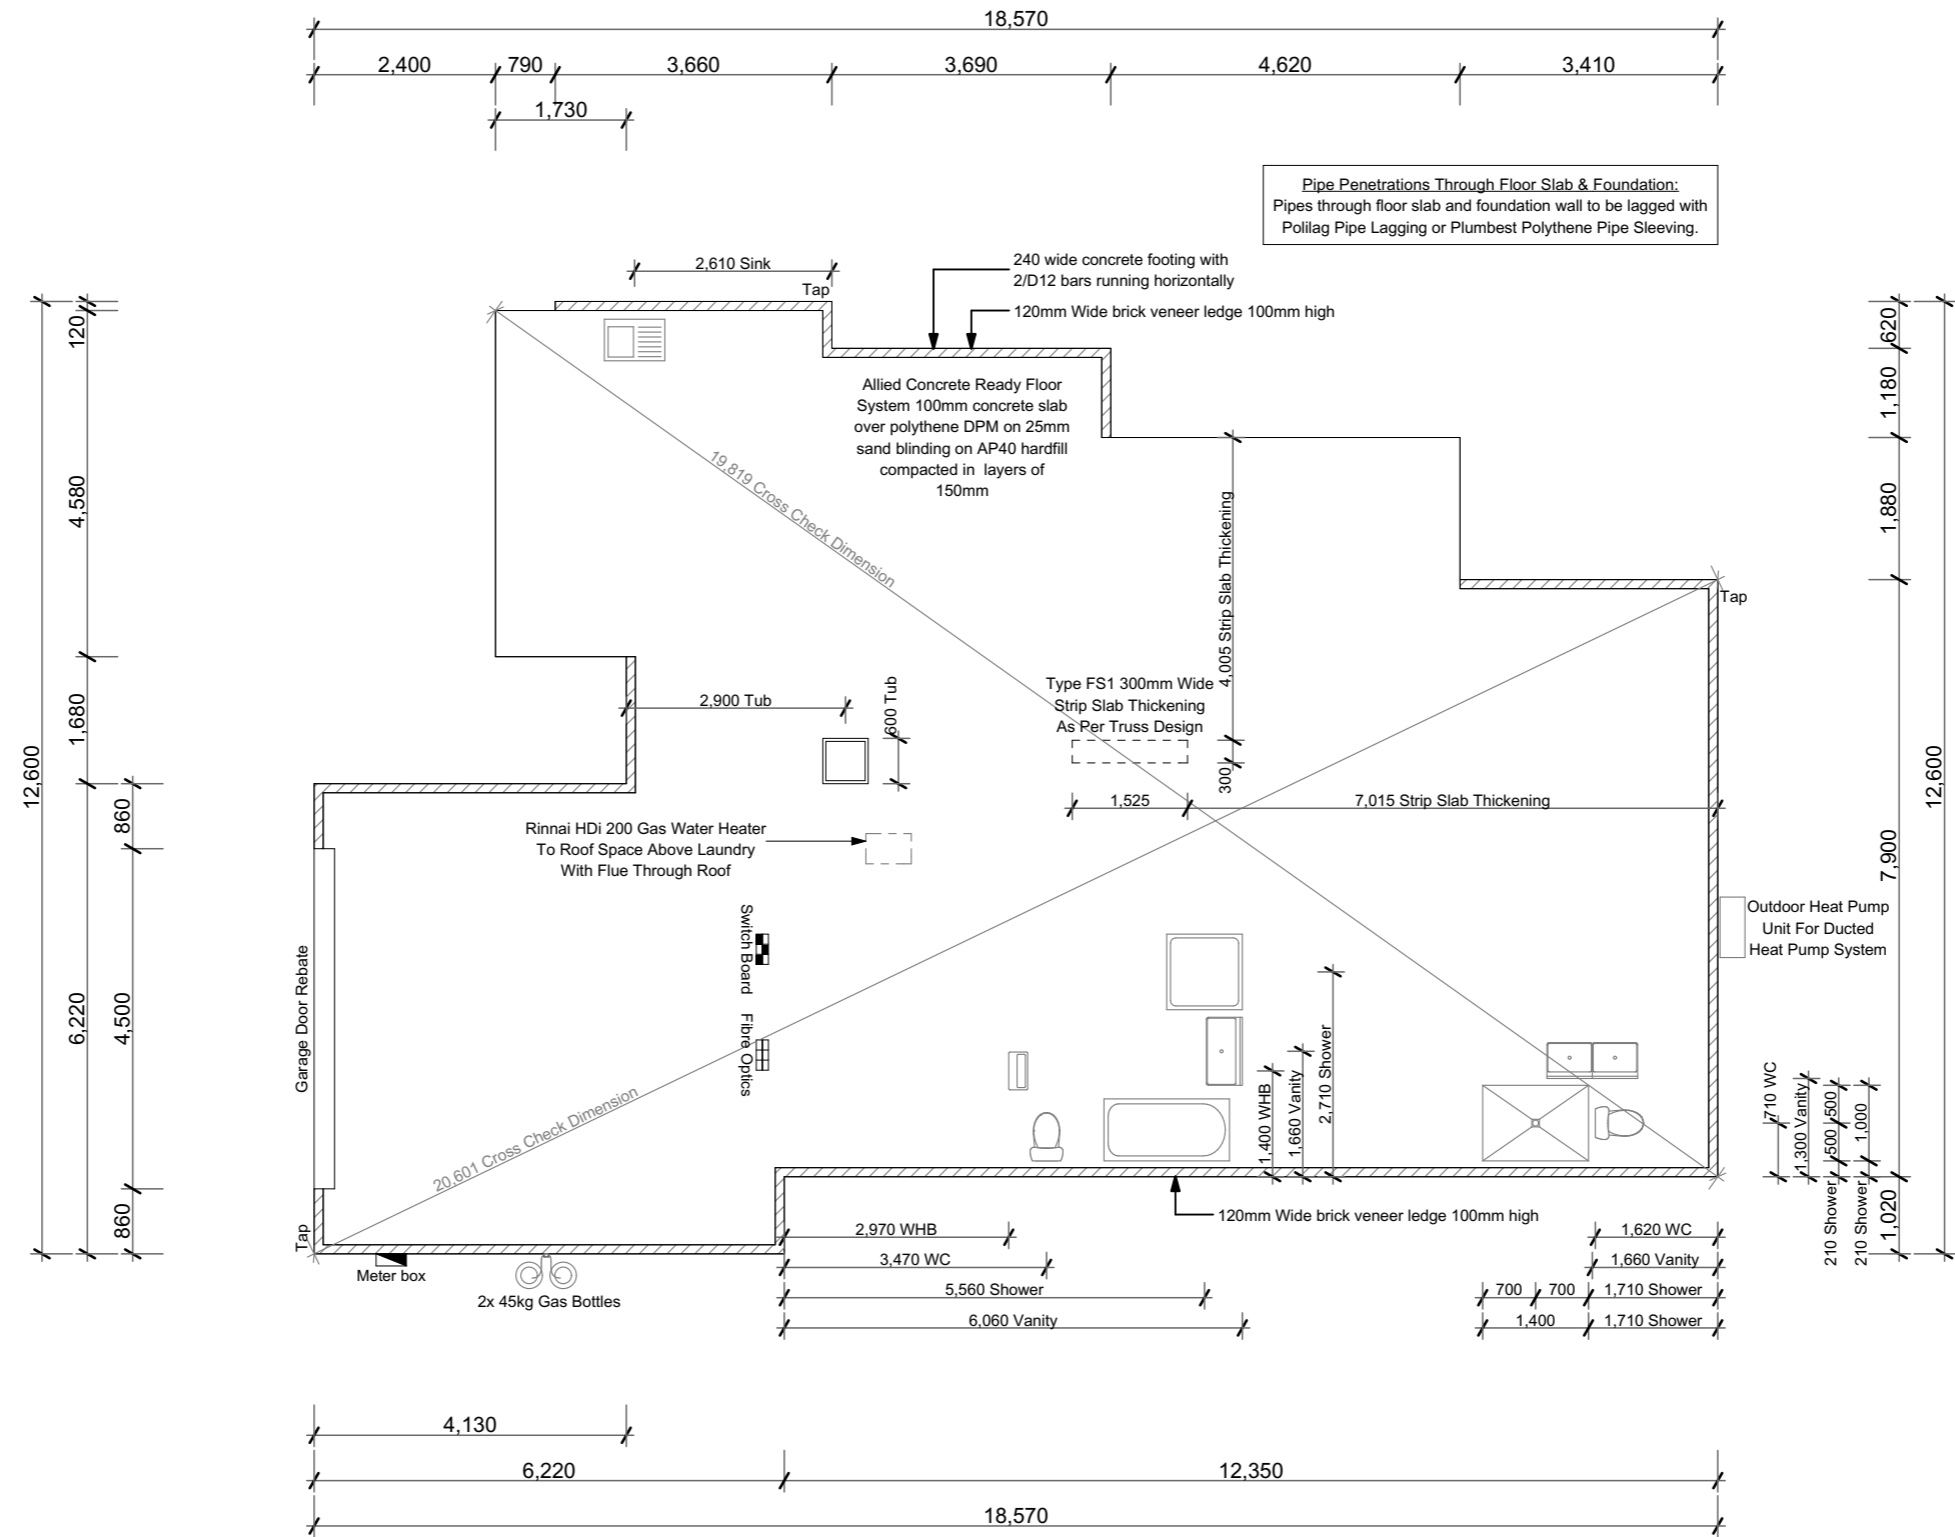 18,570
2,400
790
3,660
3,690
4,620
3,410
1,730
Pipe Penetrations Through Floor Slab & Foundation:
Pipes through floor slab and foundation wall to be lagged with
Polilag Pipe Lagging or Plumbest Polythene Pipe Sleeving.
2,610 Sink
Tap
240 wide concrete footing with
2/D12 bars running horizontally
120mm Wide brick veneer ledge 100mm high
120
620
1,180
Allied Concrete Ready Floor
System 100mm concrete slab
over polythene DPM on 25mm
sand blinding on AP40 hardfill
compacted in layers of
150mm
19,819 Cross Check Dimension
4,580
1,880
4,005 Strip Slab Thickening
Tap
Type FS1 300mm Wide
Strip Slab Thickening
As Per Truss Design
2,900 Tub
600 Tub
1,680
300
12,600
12,600
1,525
7,015 Strip Slab Thickening
860
Rinnai HDi 200 Gas Water Heater
To Roof Space Above Laundry
With Flue Through Roof
7,900
Outdoor Heat Pump
Unit For Ducted
Heat Pump System
Switch Board
Fibre Optics
Garage Door Rebate
6,220
4,500
20,601 Cross Check Dimension
1,400 WHB
1,660 Vanity
2,710 Shower
710 WC
1,300 Vanity
500
500
210 Shower
1,000
210 Shower
1,020
860
Tap
Meter box
2x 45kg Gas Bottles
120mm Wide brick veneer ledge 100mm high
2,970 WHB
3,470 WC
5,560 Shower
6,060 Vanity
1,620 WC
1,660 Vanity
700
700
1,710 Shower
1,400
1,710 Shower
4,130
6,220
12,350
18,570